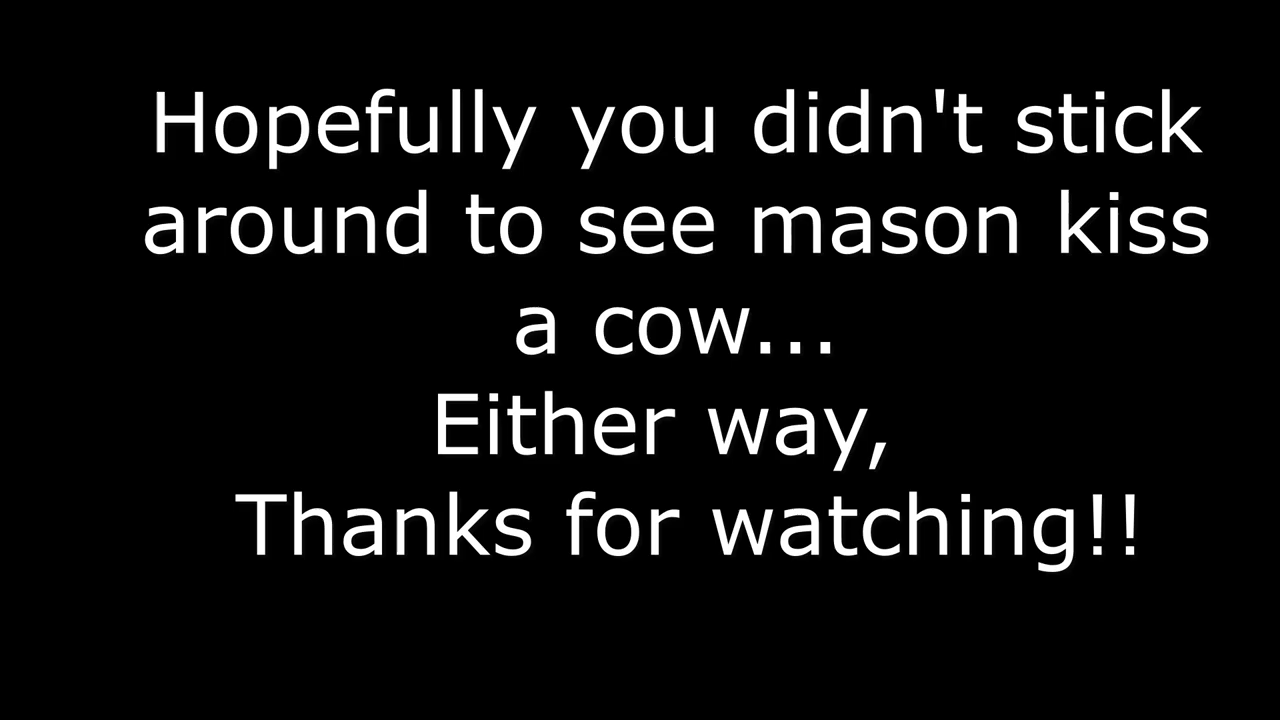 Hopefully you didn't stick
around to see mason kiss
a cow...
Either way,
Thanks for watching!!